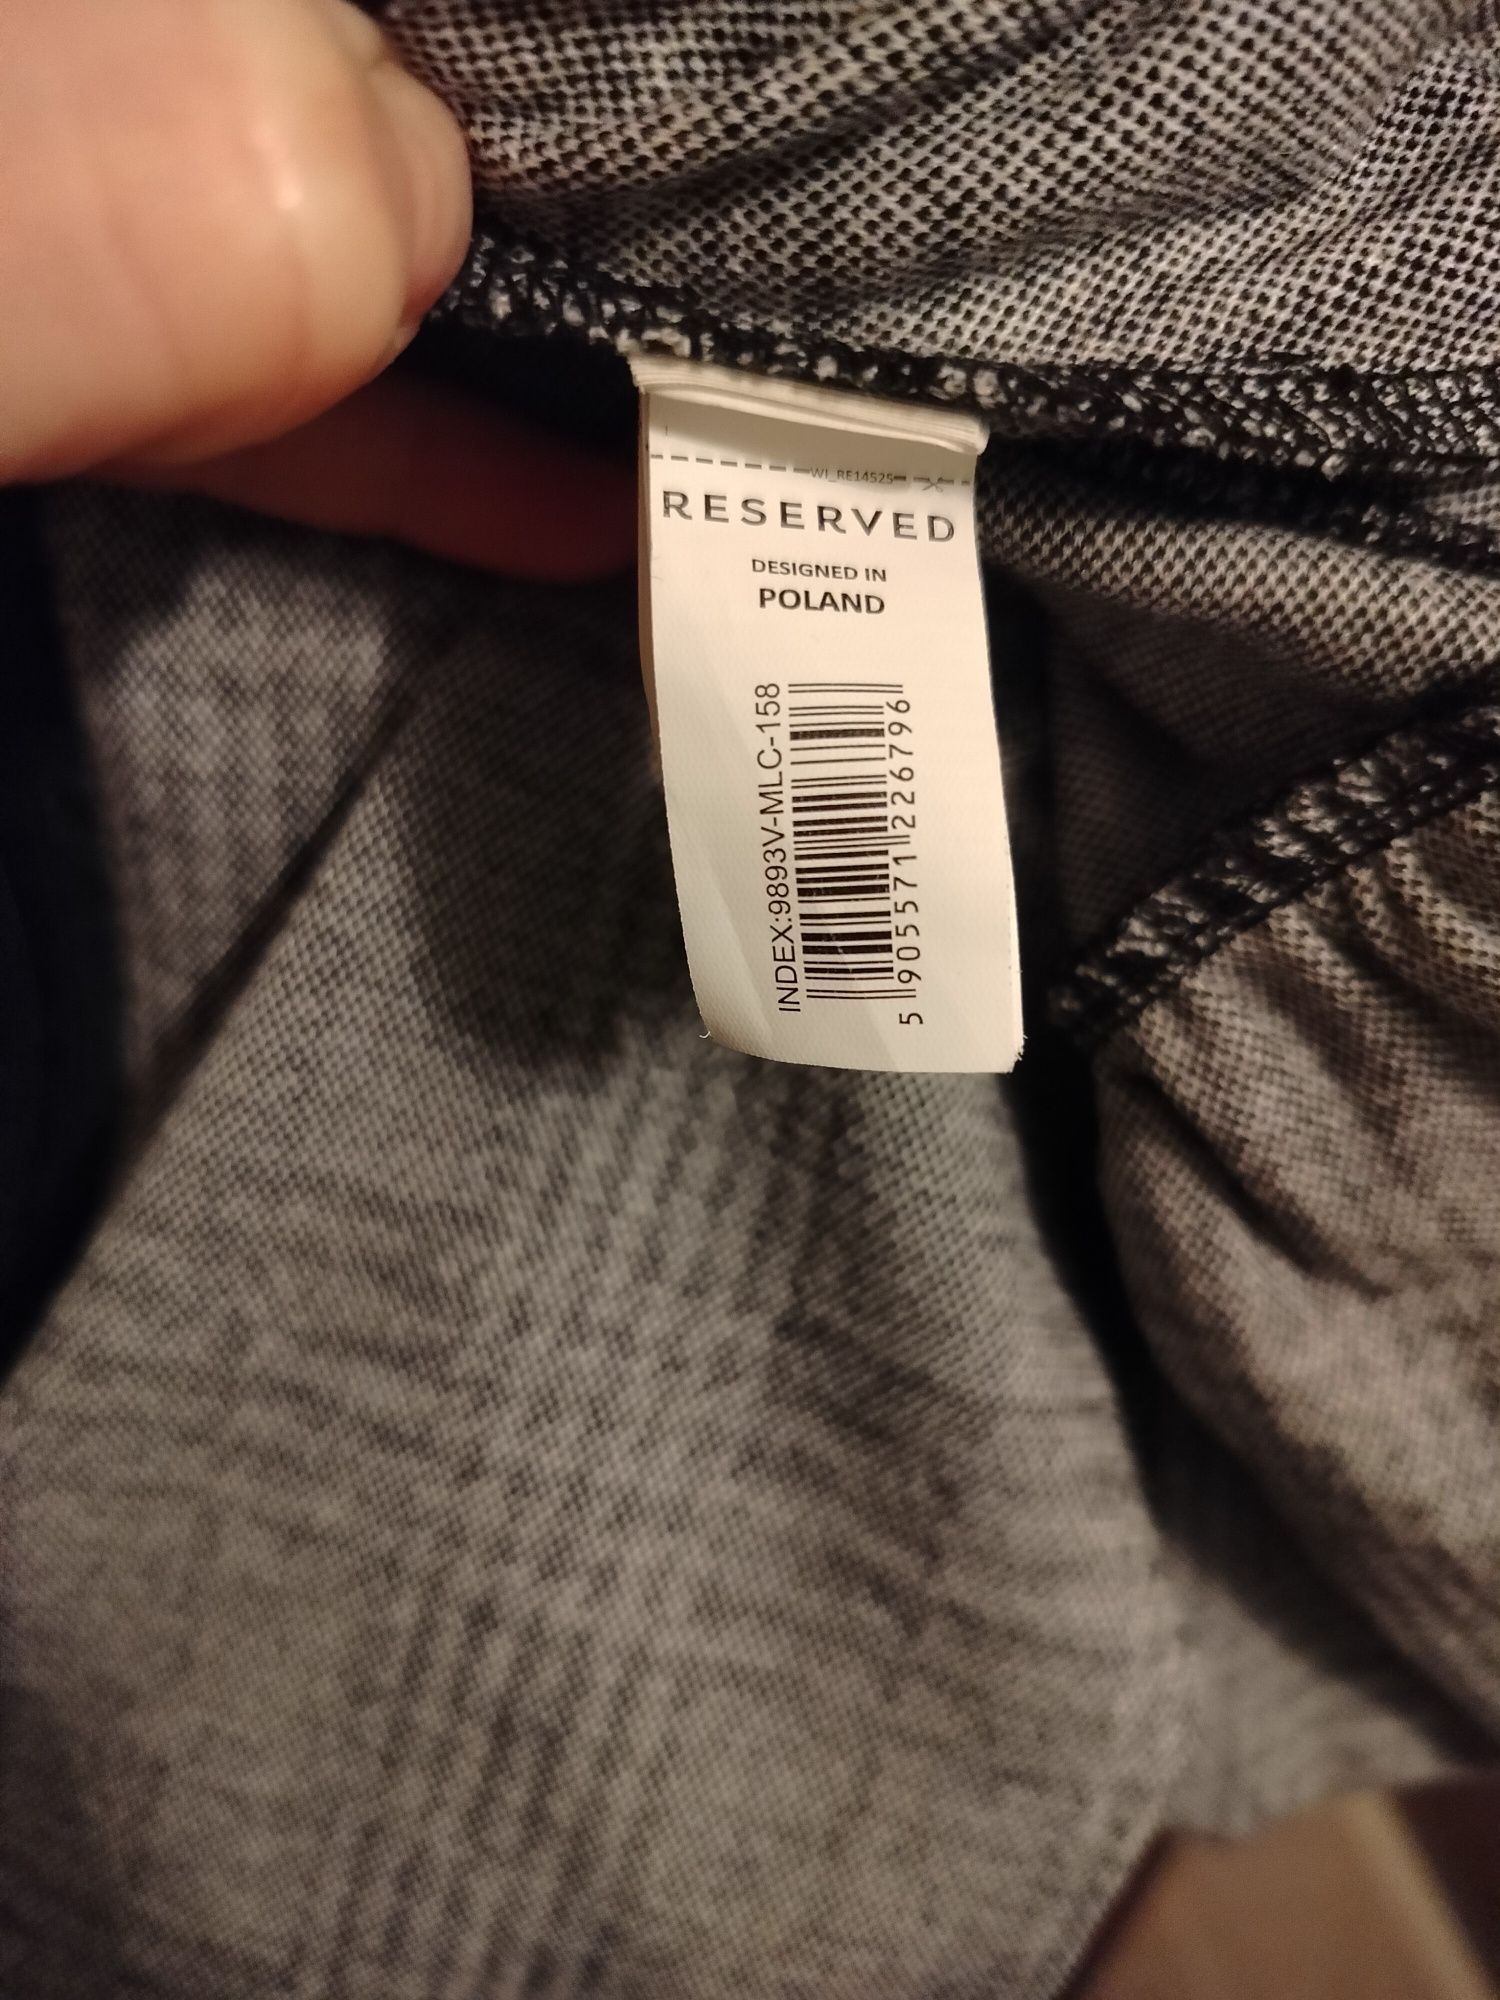 WI_RE14525
RESERVED
DESIGNED IN
POLAND
INDEX:9893V-MLC-158
5 905571 226796